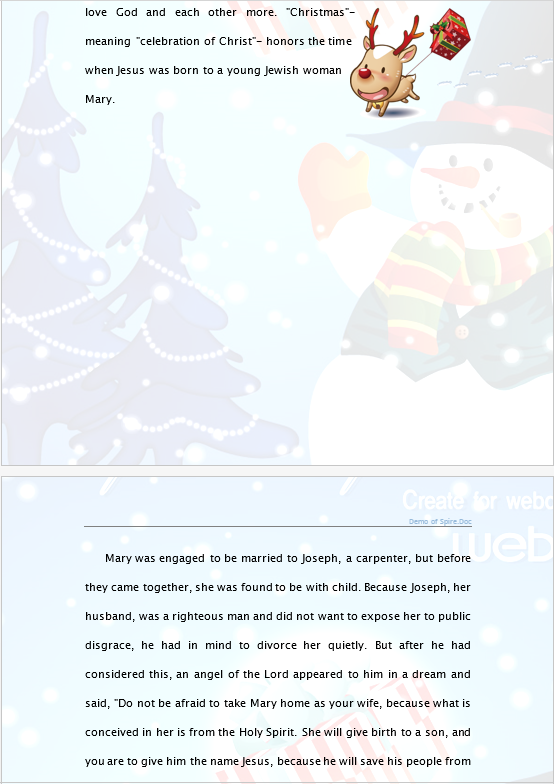 love God and each other more. "Christmas"–
meaning "celebration of Christ"– honors the time
when Jesus was born to a young Jewish woman
Mary.
Create for webd
Demo of Spire.Doc
web
Mary was engaged to be married to Joseph, a carpenter, but before
they came together, she was found to be with child. Because Joseph, her
husband, was a righteous man and did not want to expose her to public
disgrace, he had in mind to divorce her quietly. But after he had
considered this, an angel of the Lord appeared to him in a dream and
said, "Do not be afraid to take Mary home as your wife, because what is
conceived in her is from the Holy Spirit. She will give birth to a son, and
you are to give him the name Jesus, because he will save his people from